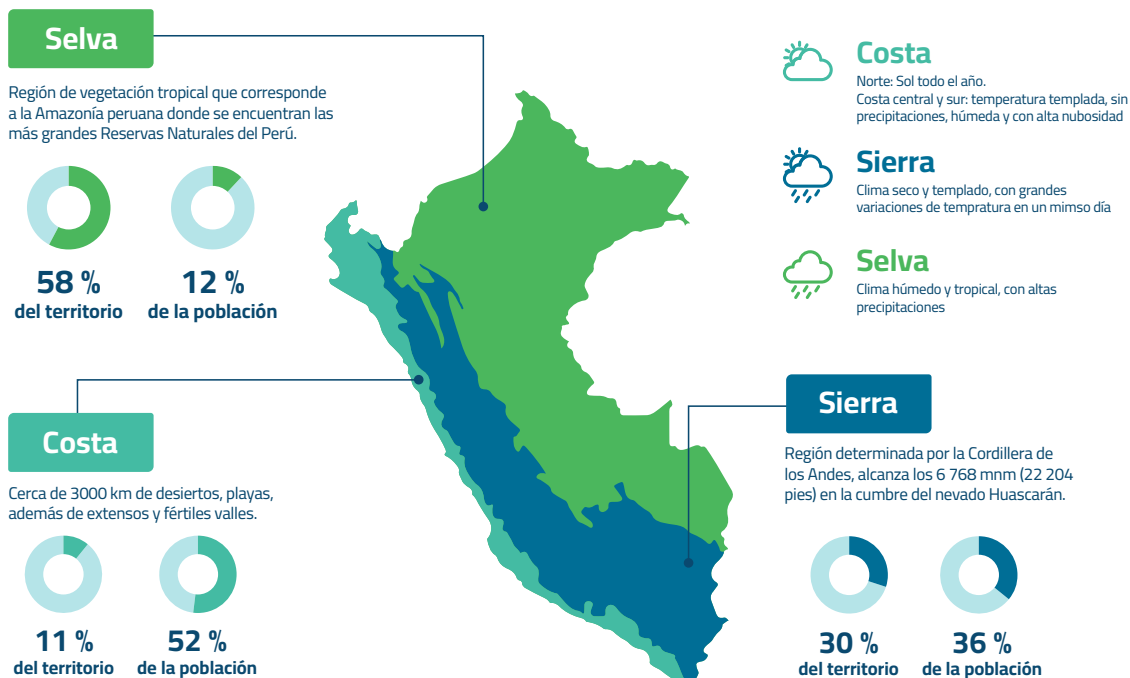 Selva
Región de vegetación tropical que corresponde
a la Amazonía peruana donde se encuentran las
más grandes Reservas Naturales del Perú.
58 %
del territorio
12 %
de la población
Costa
Cerca de 3000 km de desiertos, playas,
además de extensos y fértiles valles.
11 %
del territorio
52 %
de la población
Costa
Norte: Sol todo el año.
Costa central y sur: temperatura templada, sin
precipitaciones, húmeda y con alta nubosidad
Sierra
Clima seco y templado, con grandes
variaciones de tempratura en un mimso día
Selva
Clima húmedo y tropical, con altas
precipitaciones
Sierra
Región determinada por la Cordillera de
los Andes, alcanza los 6 768 mnm (22 204
pies) en la cumbre del nevado Huascarán.
30 %
del territorio
36 %
de la población